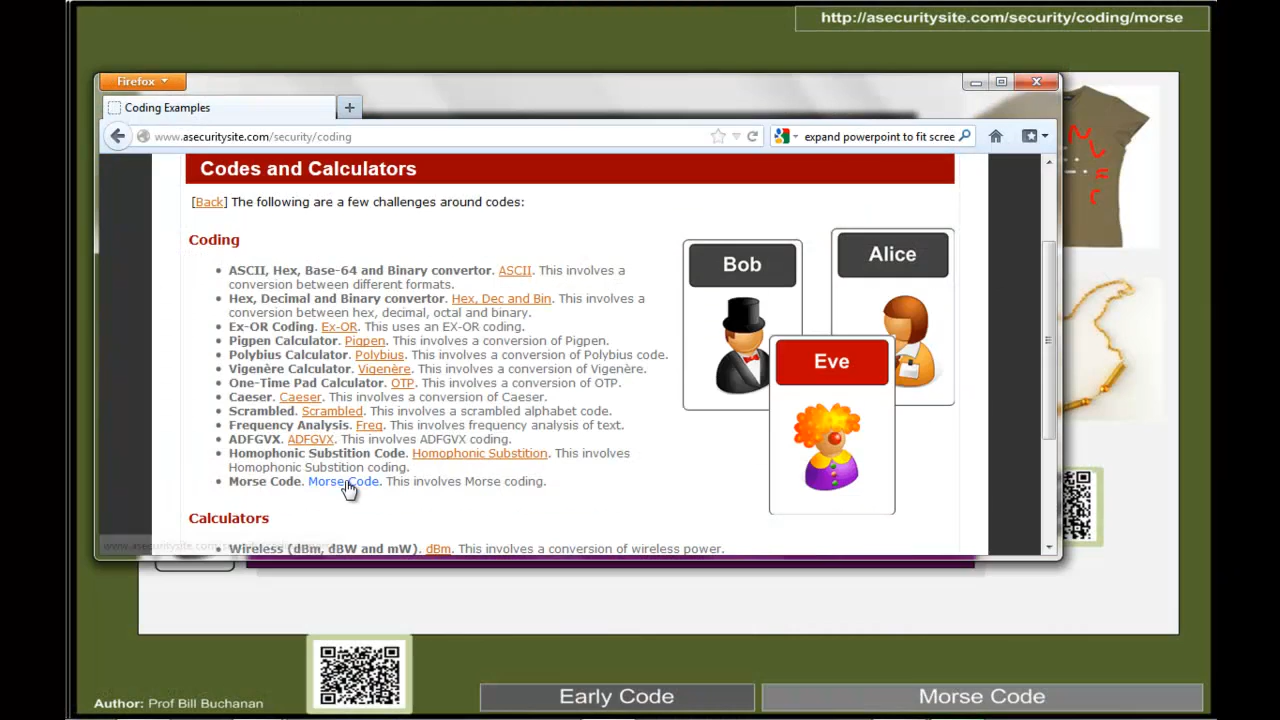 http://asecuritysite.com/security/coding/morse
Firefox
Coding Examples
www.asecuritysite.com/security/coding
expand powerpoint to fit scree
Codes and Calculators
[Back] The following are a few challenges around codes:
Coding
ASCII, Hex, Base-64 and Binary convertor. ASCII. This involves a
conversion between different formats.
Hex, Decimal and Binary convertor. Hex, Dec and Bin. This involves a
conversion between hex, decimal, octal and binary.
Ex-OR Coding. Ex-OR. This uses an EX-OR coding.
Pigpen Calculator. Pigpen. This involves a conversion of Pigpen.
Polybius Calculator. Polybius. This involves a conversion of Polybius code.
Vigenère Calculator. Vigenère. This involves a conversion of Vigenère.
One-Time Pad Calculator. OTP. This involves a conversion of OTP.
Caeser. Caeser. This involves a conversion of Caeser.
Scrambled. Scrambled. This involves a scrambled alphabet code.
Frequency Analysis. Freq. This involves frequency analysis of text.
ADFGVX. ADFGVX. This involves ADFGVX coding.
Homophonic Substition Code. Homophonic Substition. This involves
Homophonic Substition coding.
Morse Code. Morse Code. This involves Morse coding.
Calculators
Wireless (dBm, dBW and mW). dBm. This involves a conversion of wireless power.
Bob
Alice
Eve
Author: Prof Bill Buchanan
Early Code
Morse Code